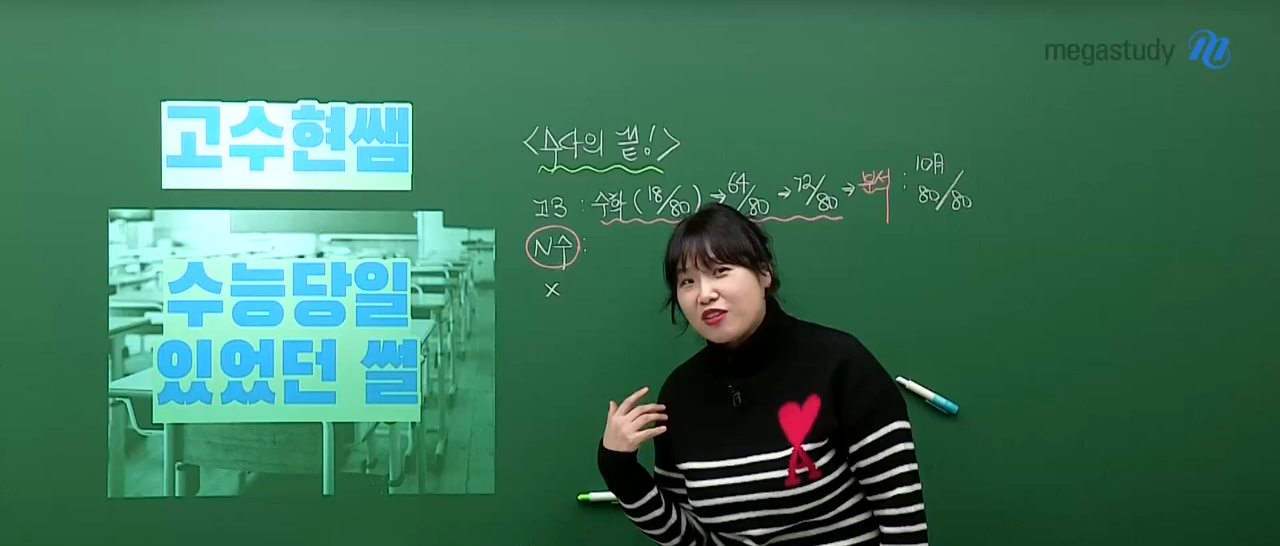 megastudy
고수현쌤
수능당일
있었던 썰
<수다의 끝!>
고3 : 수학 (18/80) → 64/80 → 72/80 → 분석 : 10月 80/80
N수 :
x
A